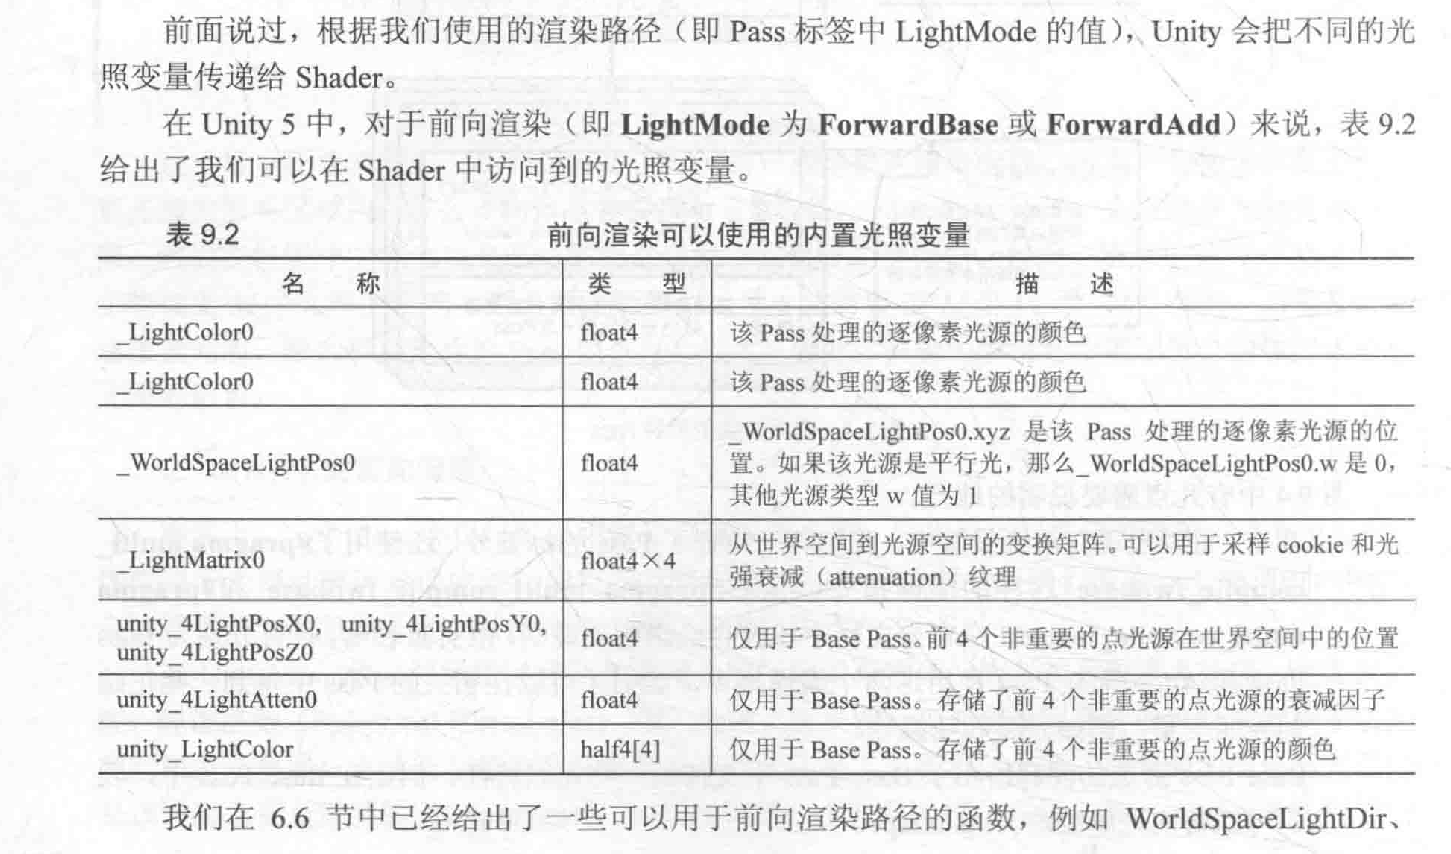 前面说过，根据我们使用的渲染路径（即 Pass 标签中 LightMode 的值），Unity 会把不同的光
照变量传递给 Shader。
在 Unity 5 中，对于前向渲染（即 LightMode 为 ForwardBase 或 ForwardAdd）来说，表 9.2
给出了我们可以在 Shader 中访问到的光照变量。
表 9.2 前向渲染可以使用的内置光照变量
名 称 类 型 描 述
_LightColor0 float4 该 Pass 处理的逐像素光源的颜色
_LightColor0 float4 该 Pass 处理的逐像素光源的颜色
_WorldSpaceLightPos0 float4 _WorldSpaceLightPos0.xyz 是该 Pass 处理的逐像素光源的位
置。如果该光源是平行光，那么_WorldSpaceLightPos0.w 是 0，
其他光源类型 w 值为 1
_LightMatrix0 float4×4 从世界空间到光源空间的变换矩阵。可以用于采样 cookie 和光
强衰减（attenuation）纹理
unity_4LightPosX0, unity_4LightPosY0,
unity_4LightPosZ0 float4 仅用于 Base Pass。前 4 个非重要的点光源在世界空间中的位置
unity_4LightAtten0 float4 仅用于 Base Pass。存储了前 4 个非重要的点光源的衰减因子
unity_LightColor half4[4] 仅用于 Base Pass。存储了前 4 个非重要的点光源的颜色
我们在 6.6 节中已经给出了一些可以用于前向渲染路径的函数，例如 WorldSpaceLightDir、